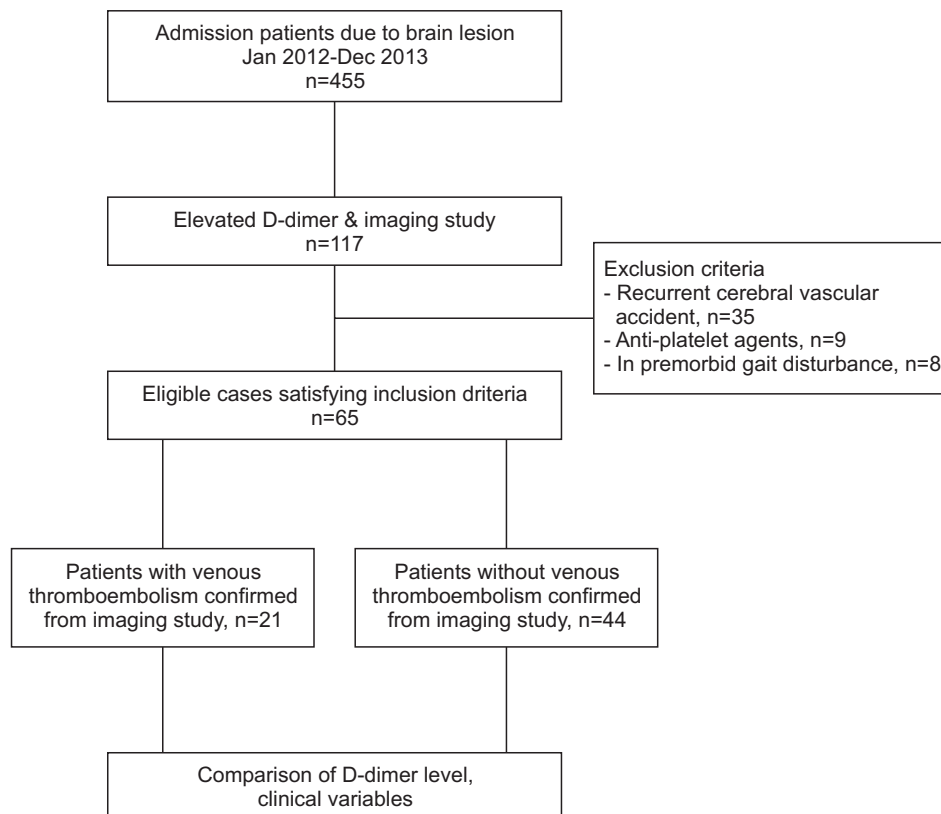 Admission patients due to brain lesion
Jan 2012-Dec 2013
n=455
Elevated D-dimer & imaging study
n=117
Exclusion criteria
- Recurrent cerebral vascular
accident, n=35
- Anti-platelet agents, n=9
- In premorbid gait disturbance, n=8
Eligible cases satisfying inclusion driteria
n=65
Patients with venous
thromboembolism confirmed
from imaging study, n=21
Patients without venous
thromboembolism confirmed
from imaging study, n=44
Comparison of D-dimer level,
clinical variables